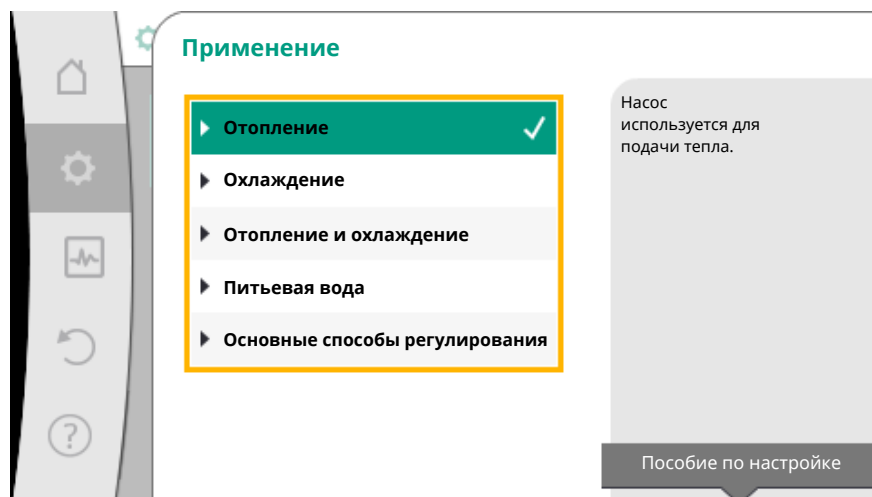 Применение
Отопление
Охлаждение
Отопление и охлаждение
Питьевая вода
Основные способы регулирования
Насос
используется для
подачи тепла.
Пособие по настройке
?